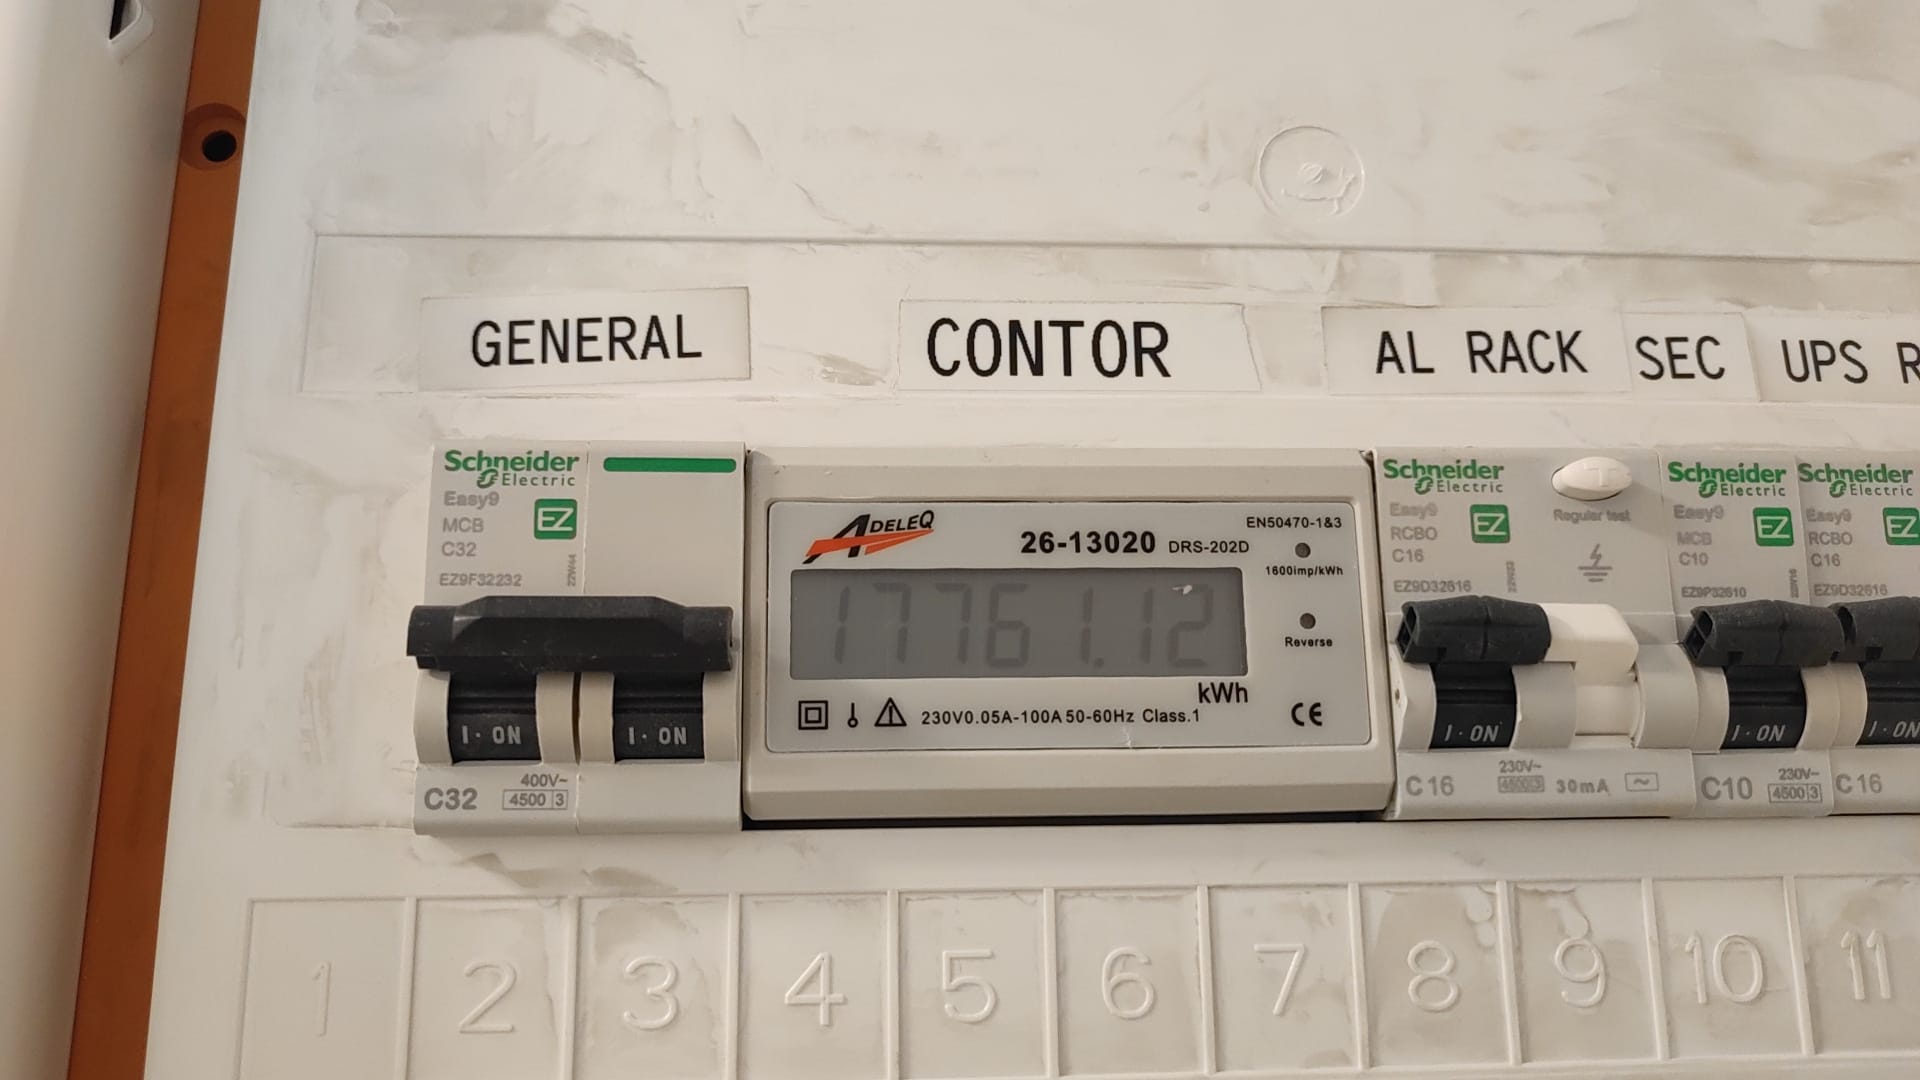 GENERAL
CONTOR
AL RACK
SEC
UPS R
Schneider
Electric
Easy9
MCB
C32
EZ
EZ9F32232
I·ON
I·ON
C32
400V~
4500 3
ADELEQ
26-13020 DRS-202D
EN50470-1&3
1600imp/kWh
17761.12
Reverse
kWh
230V0.05A-100A 50-60Hz Class.1
CE
Schneider
Electric
Easy9
RCBO
C16
EZ
EZ9D32616
T
Regular test
I·ON
C16
230V~
4500 3
30mA
Schneider
Electric
Easy9
MCB
C10
EZ
EZ9P32610
I·ON
C10
230V~
4500 3
Schneider
Electric
Easy9
RCBO
C16
EZ
EZ9D32616
I·ON
C16
1 2 3 4 5 6 7 8 9 10 11